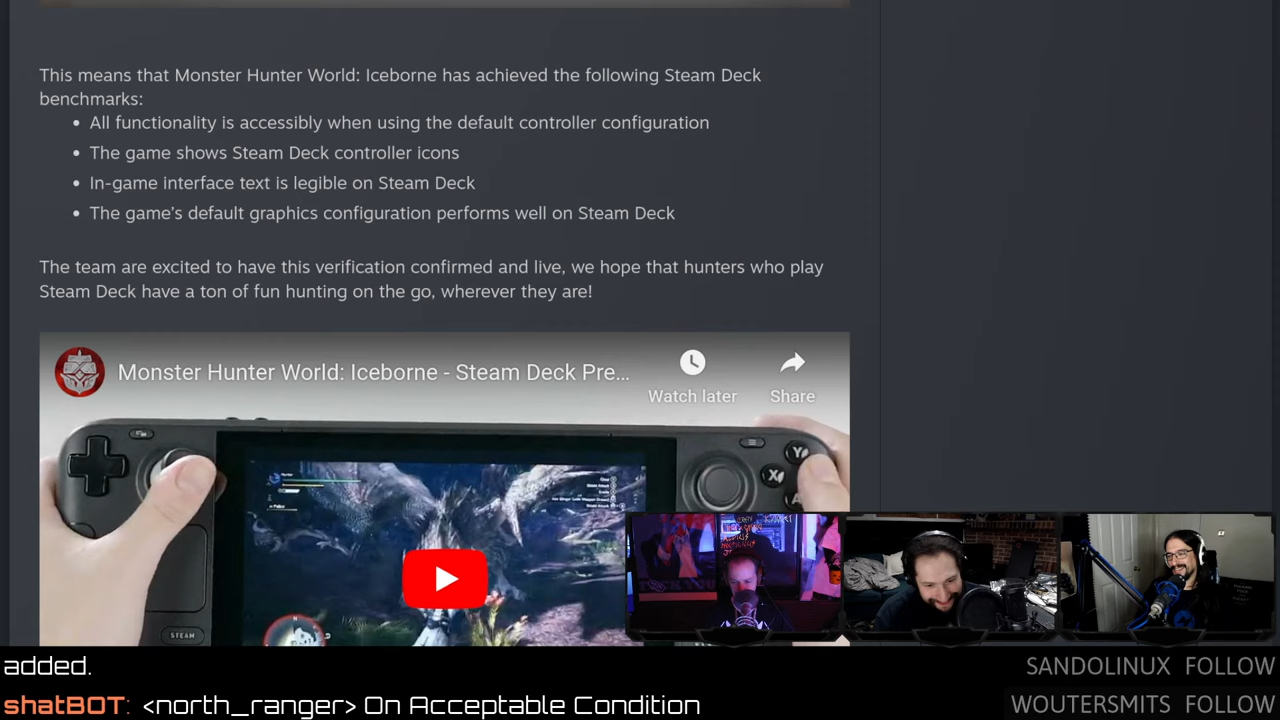 This means that Monster Hunter World: Iceborne has achieved the following Steam Deck
benchmarks:
• All functionality is accessibly when using the default controller configuration
• The game shows Steam Deck controller icons
• In-game interface text is legible on Steam Deck
• The game's default graphics configuration performs well on Steam Deck
The team are excited to have this verification confirmed and live, we hope that hunters who play
Steam Deck have a ton of fun hunting on the go, wherever they are!
Monster Hunter World: Iceborne - Steam Deck Pre...
Watch later
Share
Y
X
A
STEAM
added.
SANDOLINUX FOLLOW
shatBOT: <north_ranger> On Acceptable Condition
WOUTERSMITS FOLLOW